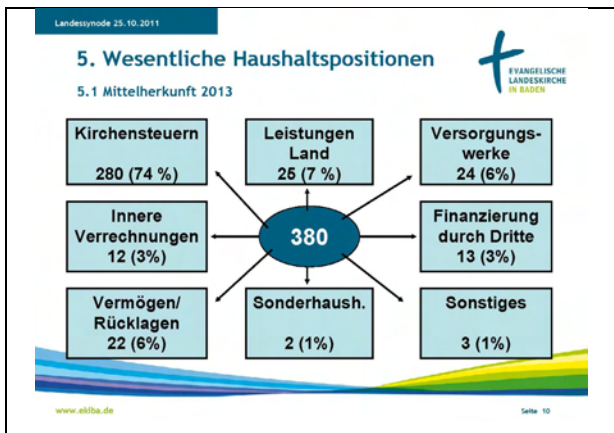 Landessynode 25.10.2011
5. Wesentliche Haushaltspositionen
5.1 Mittelherkunft 2013
EVANGELISCHE
LANDESKIRCHE
IN BADEN
Kirchensteuern
280 (74 %)
Leistungen
Land
25 (7 %)
Versorgungs-
werke
24 (6%)
Innere
Verrechnungen
12 (3%)
380
Finanzierung
durch Dritte
13 (3%)
Vermögen/
Rücklagen
22 (6%)
Sonderhaush.
2 (1%)
Sonstiges
3 (1%)
www.ekiba.de
Seite 10